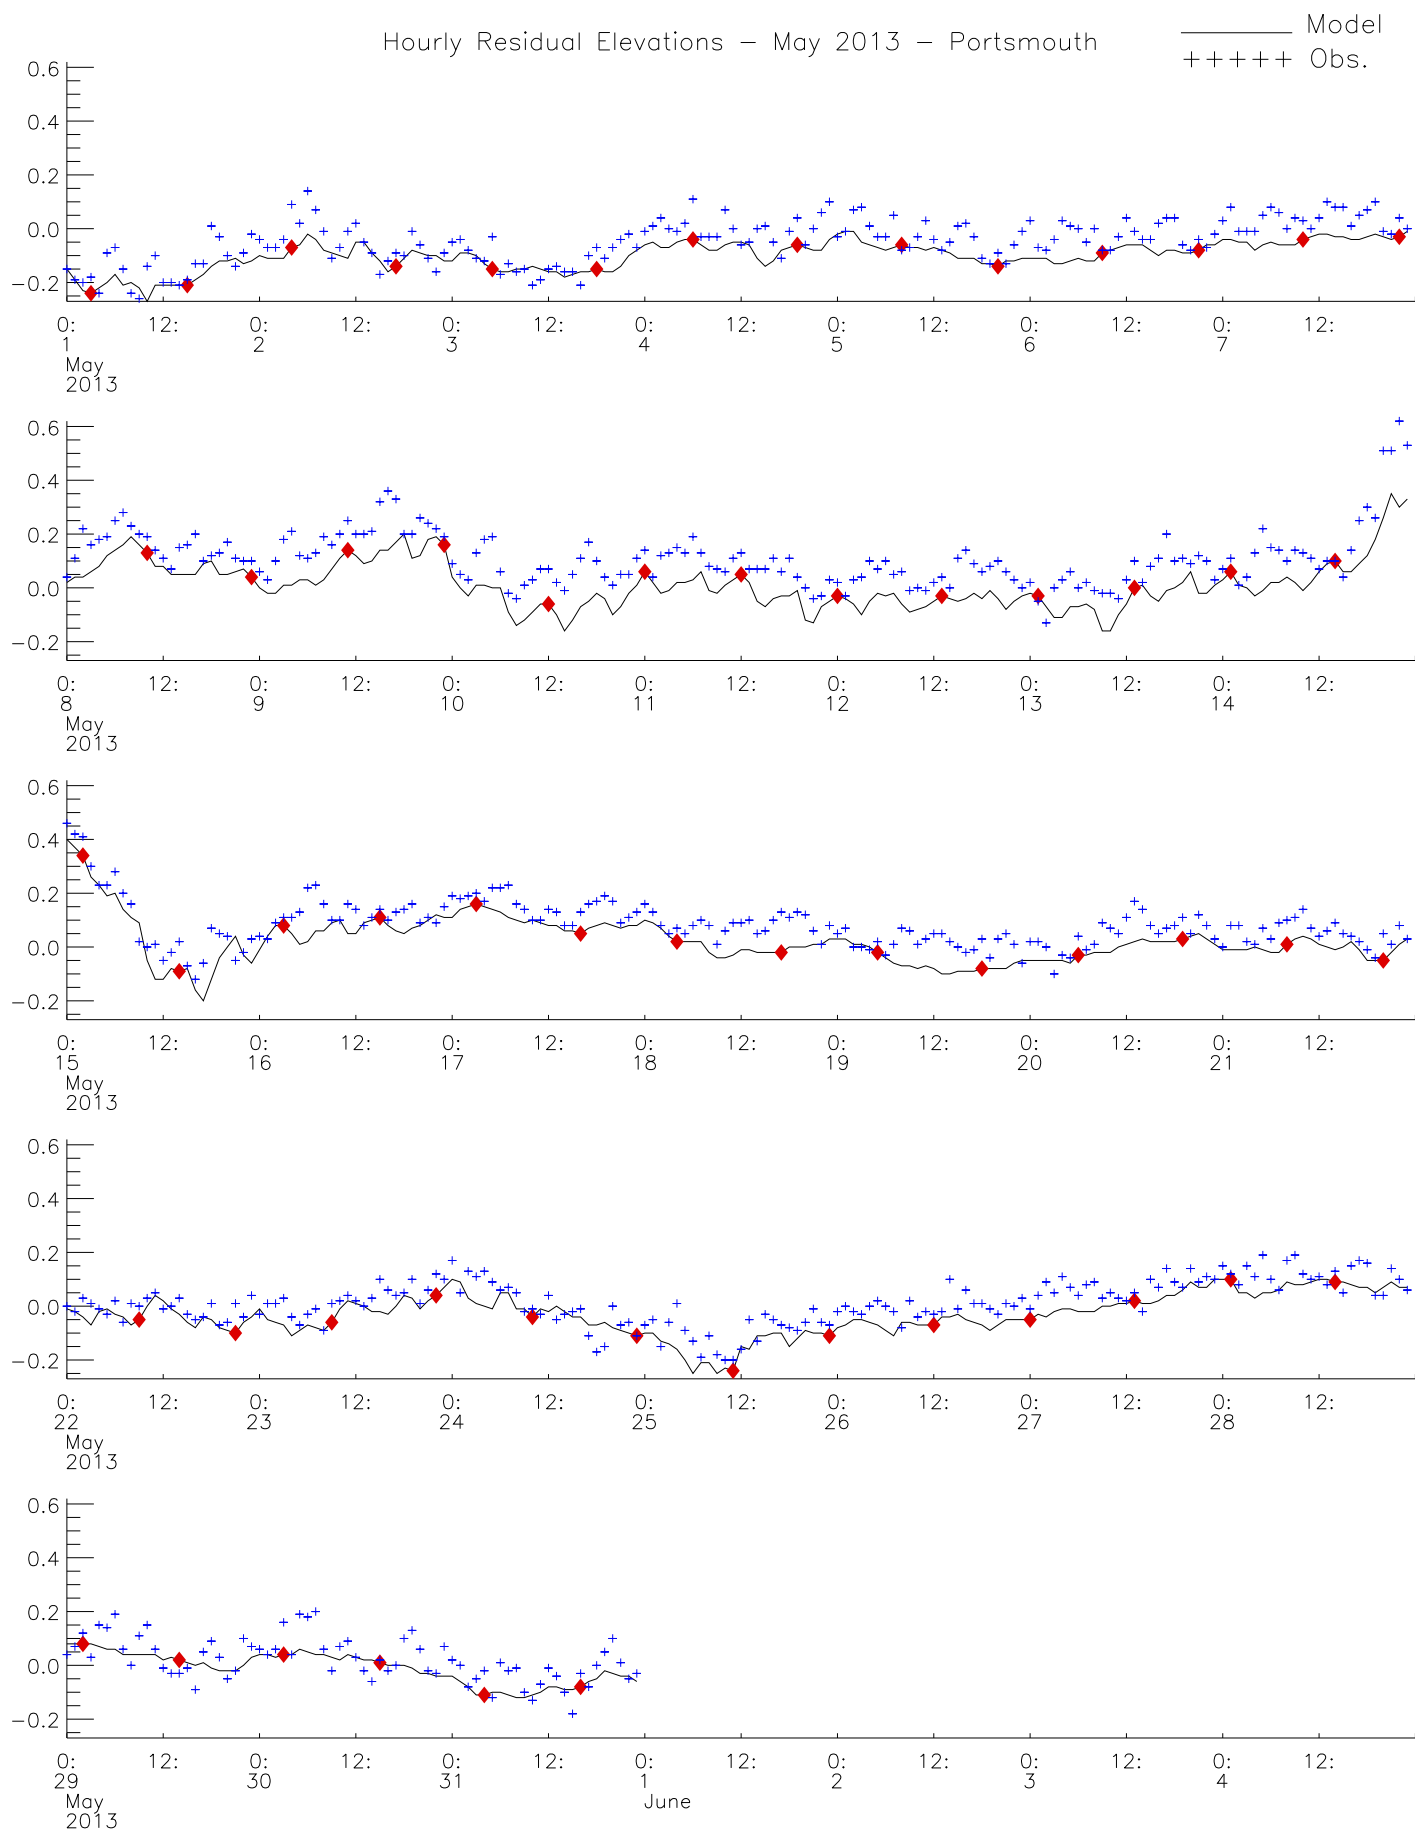 Hourly Residual Elevations − May 2013 − Portsmouth
Model
+++++ Obs.
0.6
0.4
0.2
0.0
−0.2
0: 12: 0: 12: 0: 12: 0: 12: 0: 12: 0: 12: 0: 12:
1 2 3 4 5 6 7
May
2013
0.6
0.4
0.2
0.0
−0.2
0: 12: 0: 12: 0: 12: 0: 12: 0: 12: 0: 12: 0: 12:
8 9 10 11 12 13 14
May
2013
0.6
0.4
0.2
0.0
−0.2
0: 12: 0: 12: 0: 12: 0: 12: 0: 12: 0: 12: 0: 12:
15 16 17 18 19 20 21
May
2013
0.6
0.4
0.2
0.0
−0.2
0: 12: 0: 12: 0: 12: 0: 12: 0: 12: 0: 12: 0: 12:
22 23 24 25 26 27 28
May
2013
0.6
0.4
0.2
0.0
−0.2
0: 12: 0: 12: 0: 12: 0: 12: 0: 12: 0: 12: 0: 12:
29 30 31 1 2 3 4
May June
2013